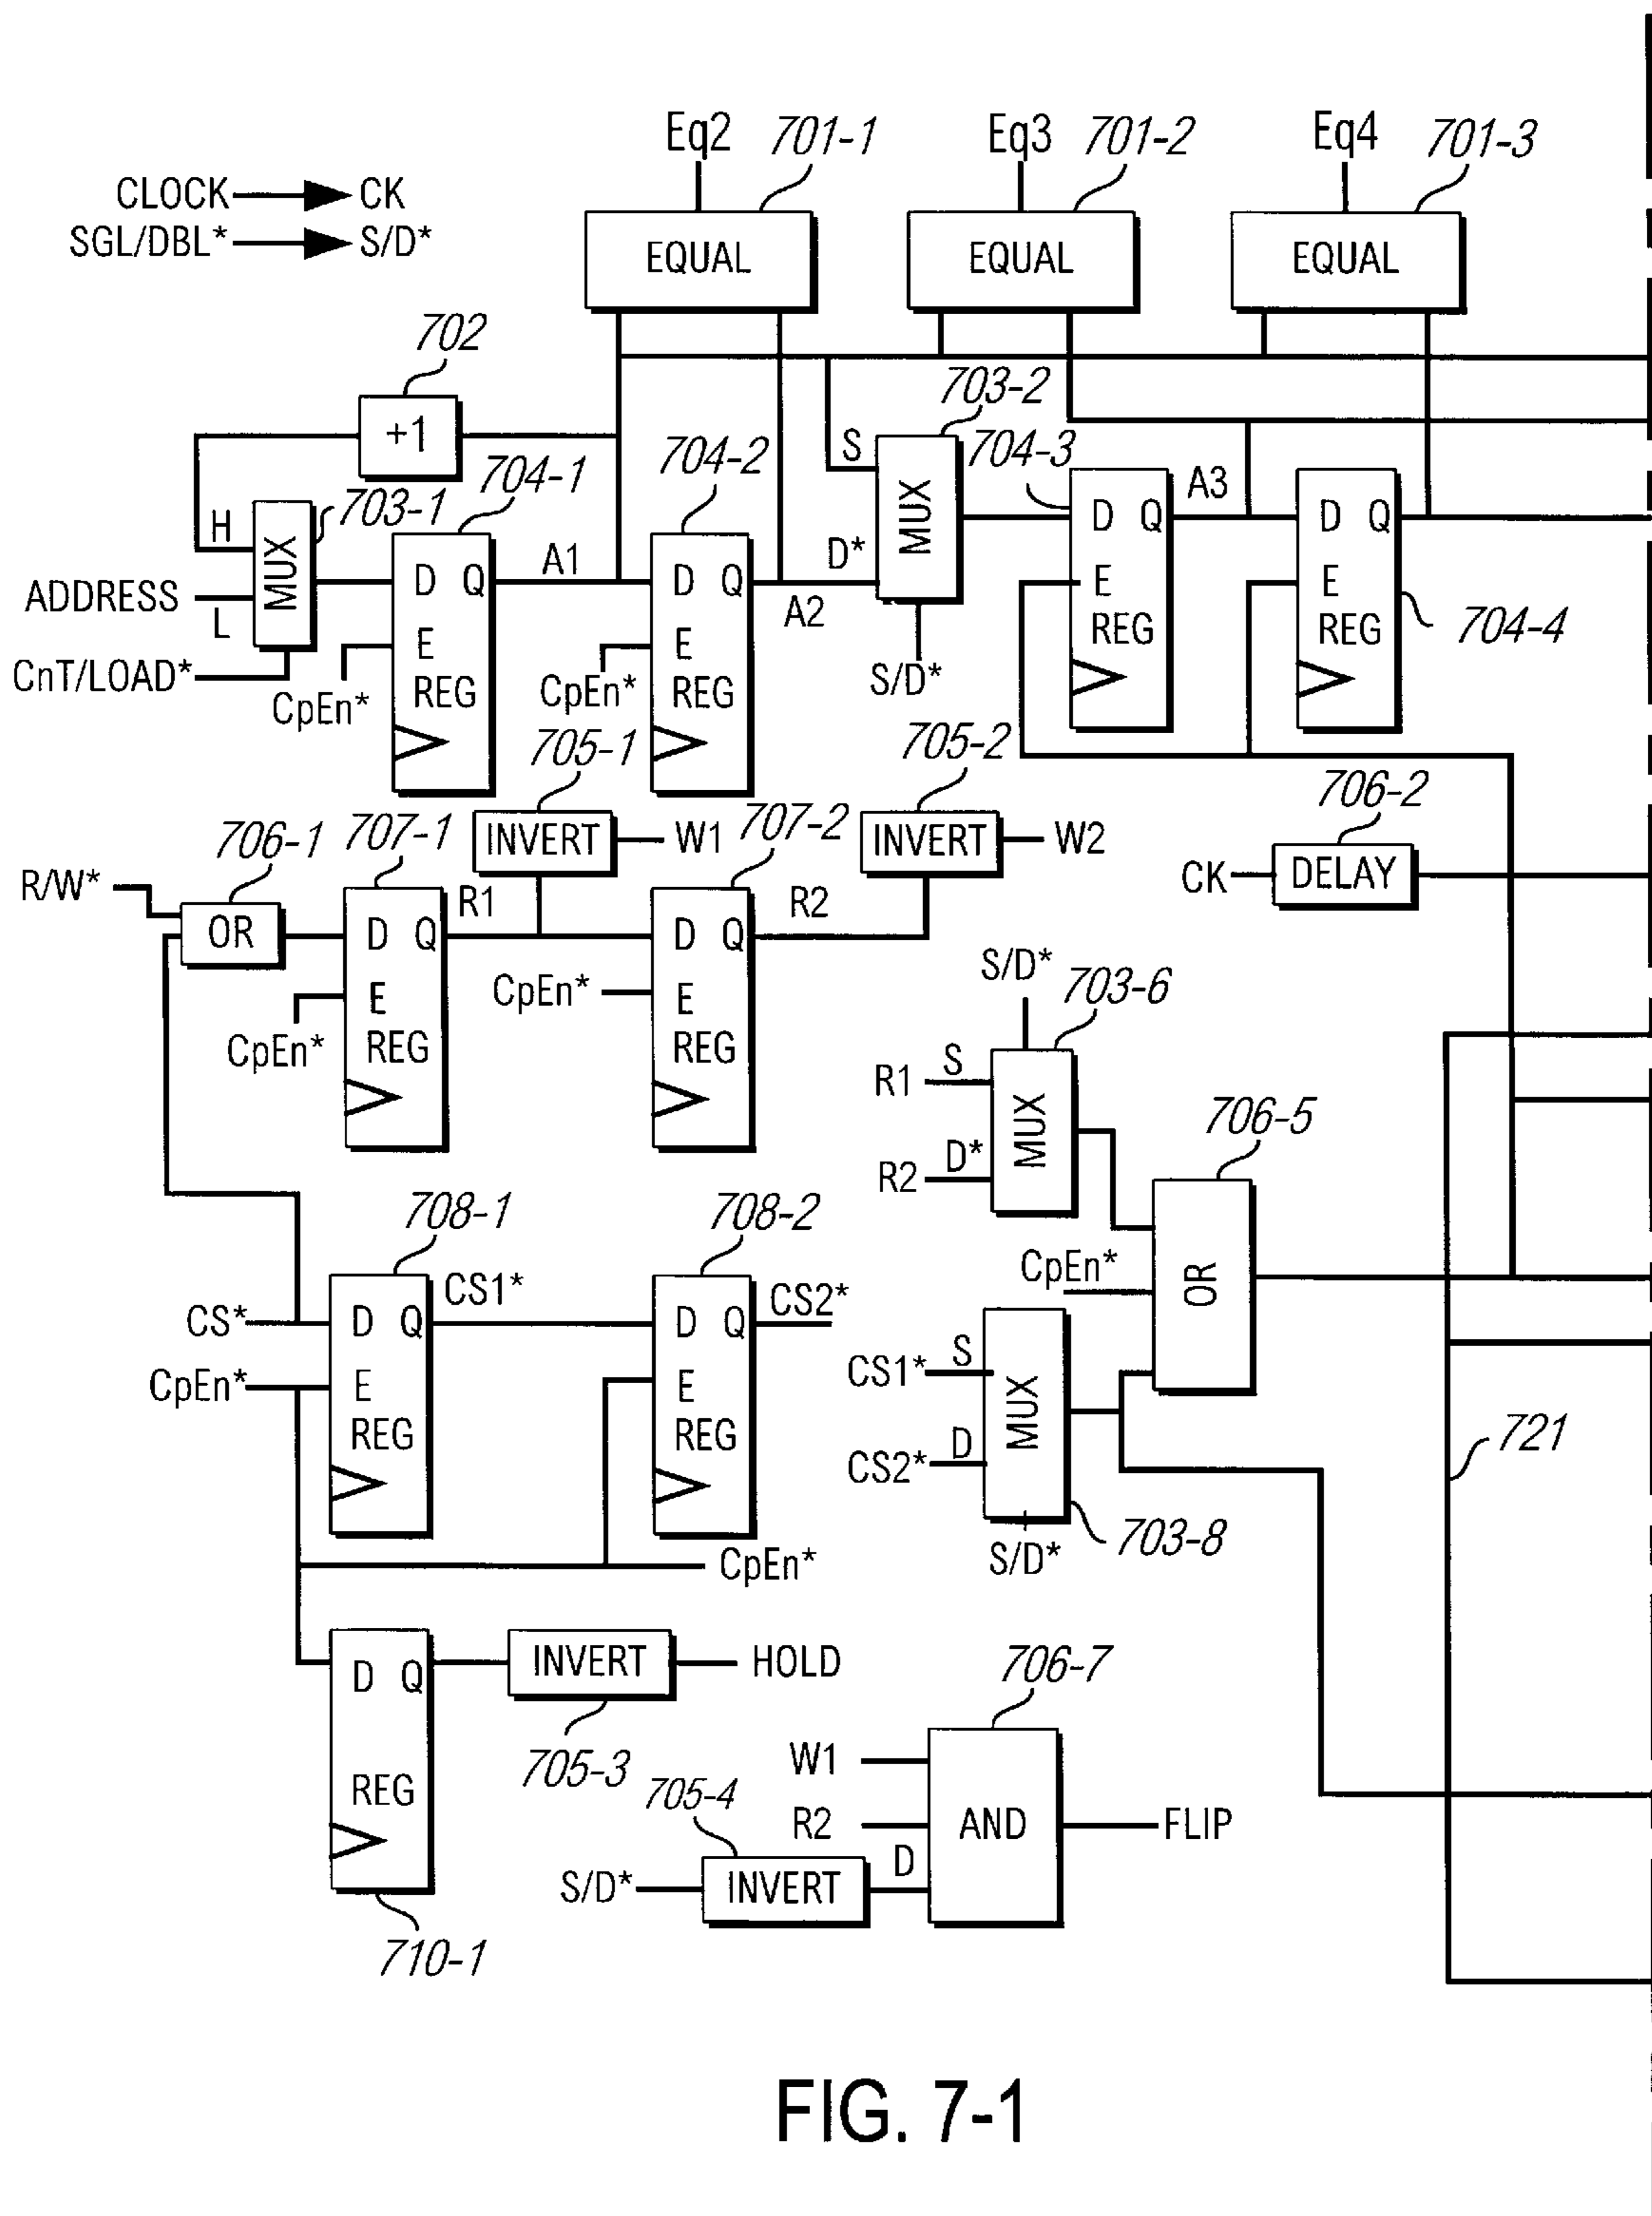 Eq2 701-1 Eq3 701-2 Eq4 701-3
CLOCK CK
SGL/DBL* S/D*
EQUAL EQUAL EQUAL
702
+1
703-2
S
704-3
A3
704-1
704-2
703-1
H
MUX
MUX
D Q
D Q
ADDRESS
L
A1
D*
A2
D Q
D Q
E
E
REG
REG
704-4
CnT/LOAD*
CpEn*
E
REG
CpEn*
E
REG
S/D*
705-1
705-2
706-2
706-1 707-1
INVERT W1
707-2
INVERT W2
CK DELAY
R/W*
OR
R1
R2
D Q
D Q
E
CpEn*
REG
CpEn*
E
REG
S/D*
703-6
R1 S
R2 D*
MUX
706-5
708-1
708-2
CpEn*
OR
CS*
D Q
CS1*
D Q
CS2*
CpEn*
E
REG
E
REG
CS1* S
CS2* D
MUX
721
703-8
S/D*
CpEn*
D Q
REG
INVERT HOLD
705-3
706-7
705-4
W1
R2
D
AND FLIP
S/D* INVERT
710-1
FIG. 7-1